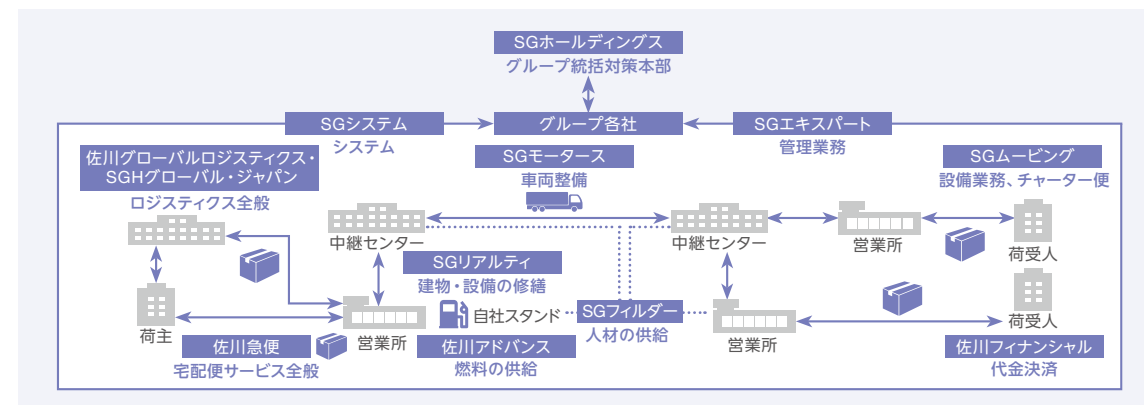 SGホールディングス
グループ統括対策本部
SGシステム
システム
グループ各社
SGエキスパート
管理業務
佐川グローバルロジスティクス・
SGHグローバル・ジャパン
ロジスティクス全般
SGモータース
車両整備
SGムービング
設備業務、チャーター便
中継センター
中継センター
営業所
荷受人
SGリアルティ
建物・設備の修繕
自社スタンド
SGフィルダー
人材の供給
荷主
営業所
営業所
荷受人
佐川急便
宅配便サービス全般
佐川アドバンス
燃料の供給
佐川フィナンシャル
代金決済